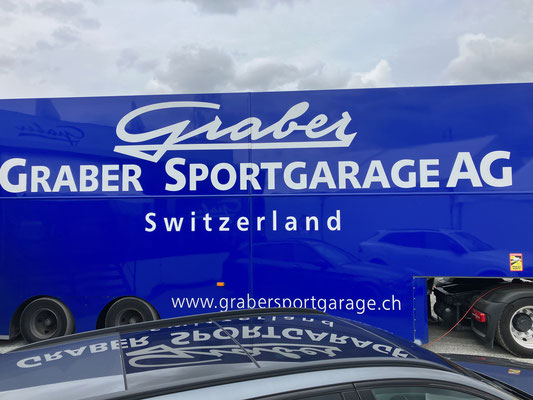 Graber
GRABER SPORTGARAGE AG
Switzerland
www.grabersportgarage.ch